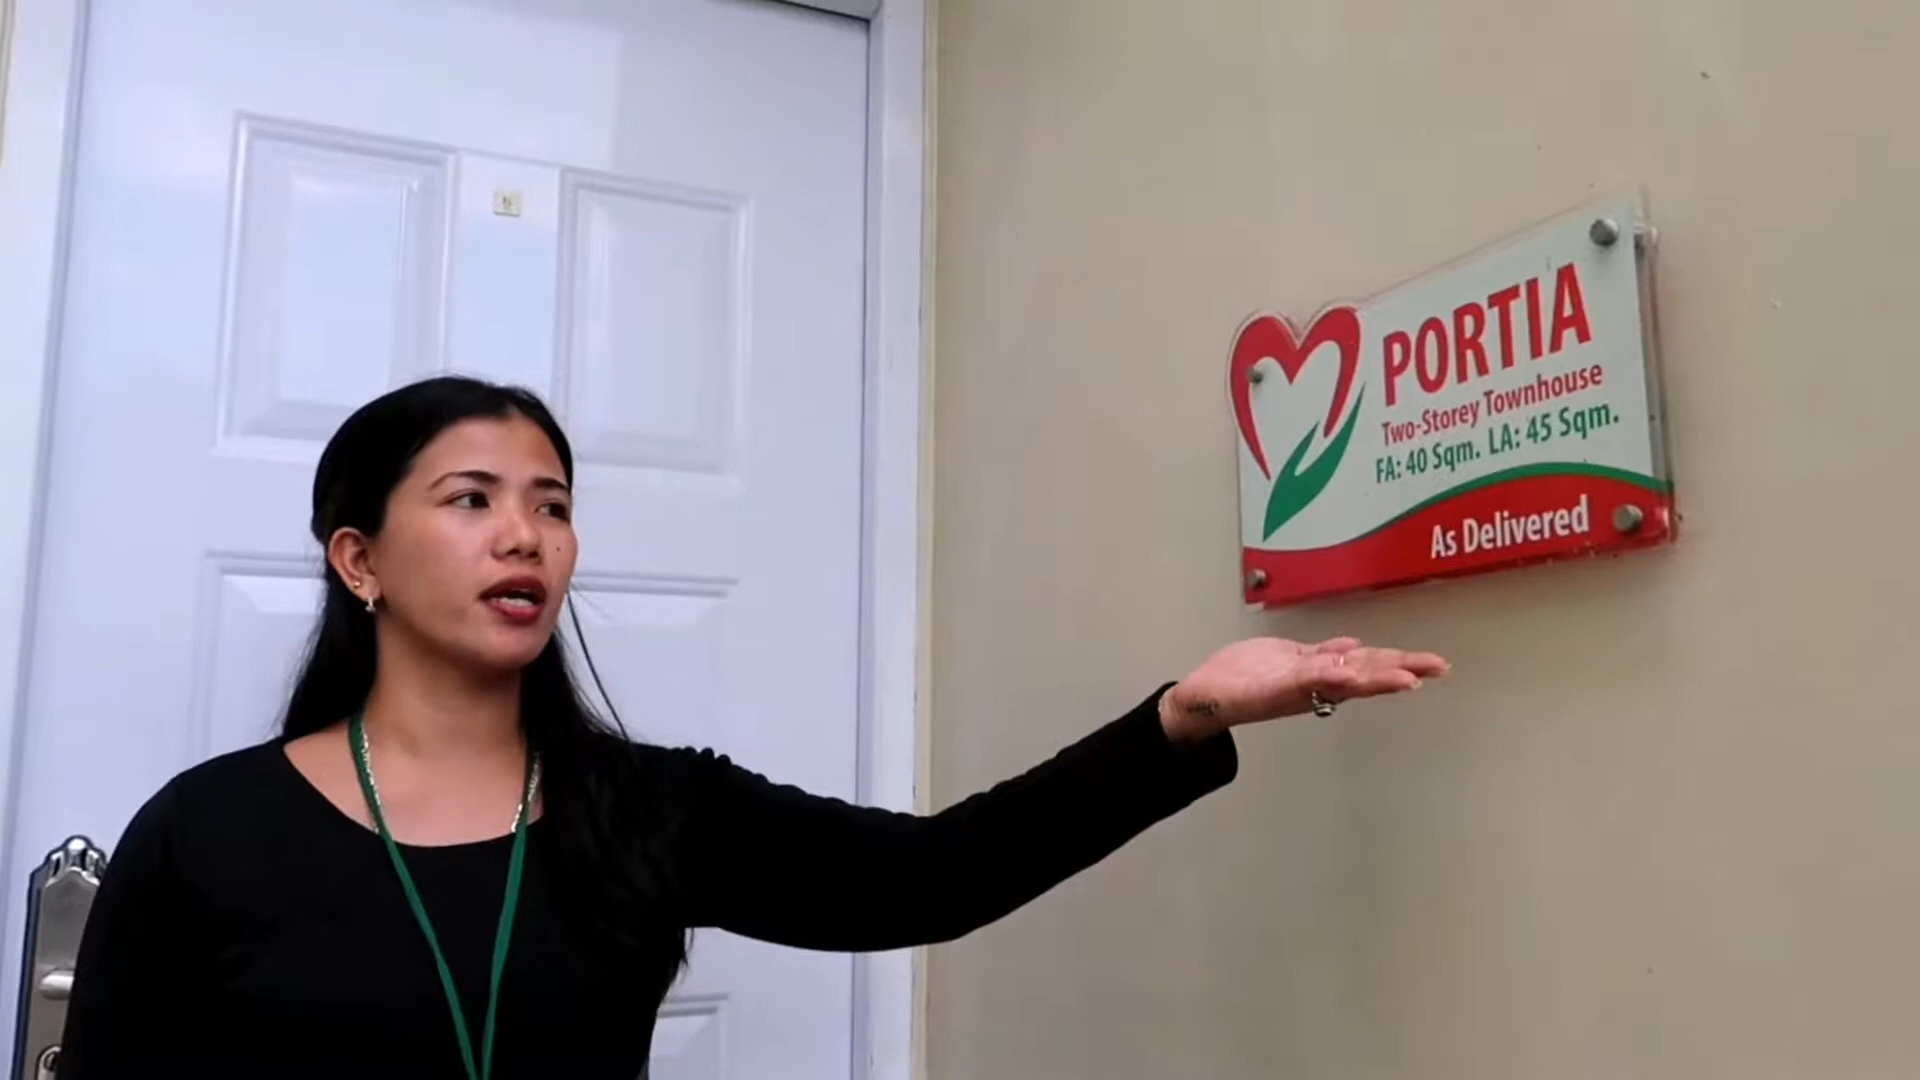 PORTIA
Two-Storey Townhouse
FA: 40 Sqm. LA: 45 Sqm.
As Delivered